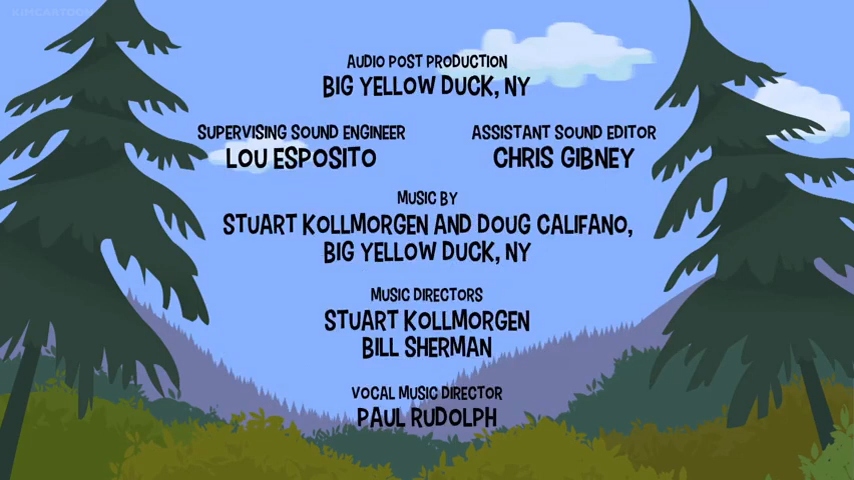 KIMCARTOON
AUDIO POST PRODUCTION
BIG YELLOW DUCK, NY
SUPERVISING SOUND ENGINEER
LOU ESPOSITO
ASSISTANT SOUND EDITOR
CHRIS GIBNEY
MUSIC BY
STUART KOLLMORGEN AND DOUG CALIFANO,
BIG YELLOW DUCK, NY
MUSIC DIRECTORS
STUART KOLLMORGEN
BILL SHERMAN
VOCAL MUSIC DIRECTOR
PAUL RUDOLPH